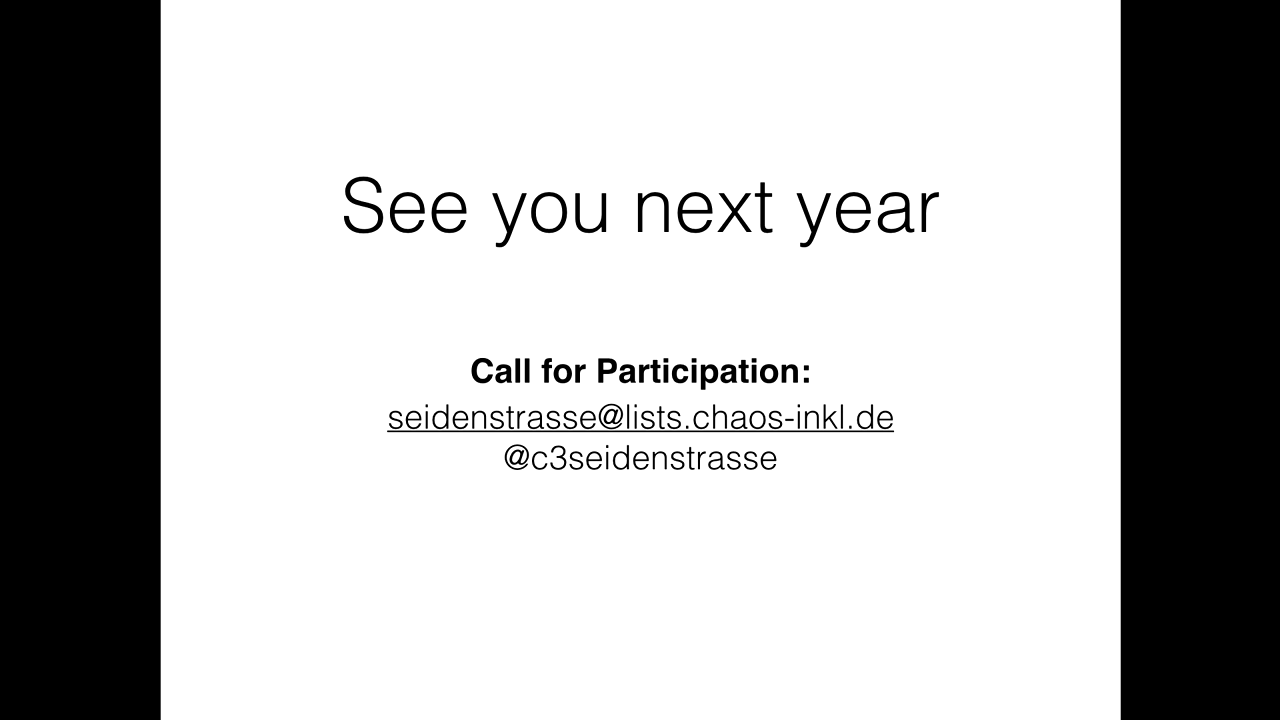 See you next year
Call for Participation:
seidenstrasse@lists.chaos-inkl.de
@c3seidenstrasse